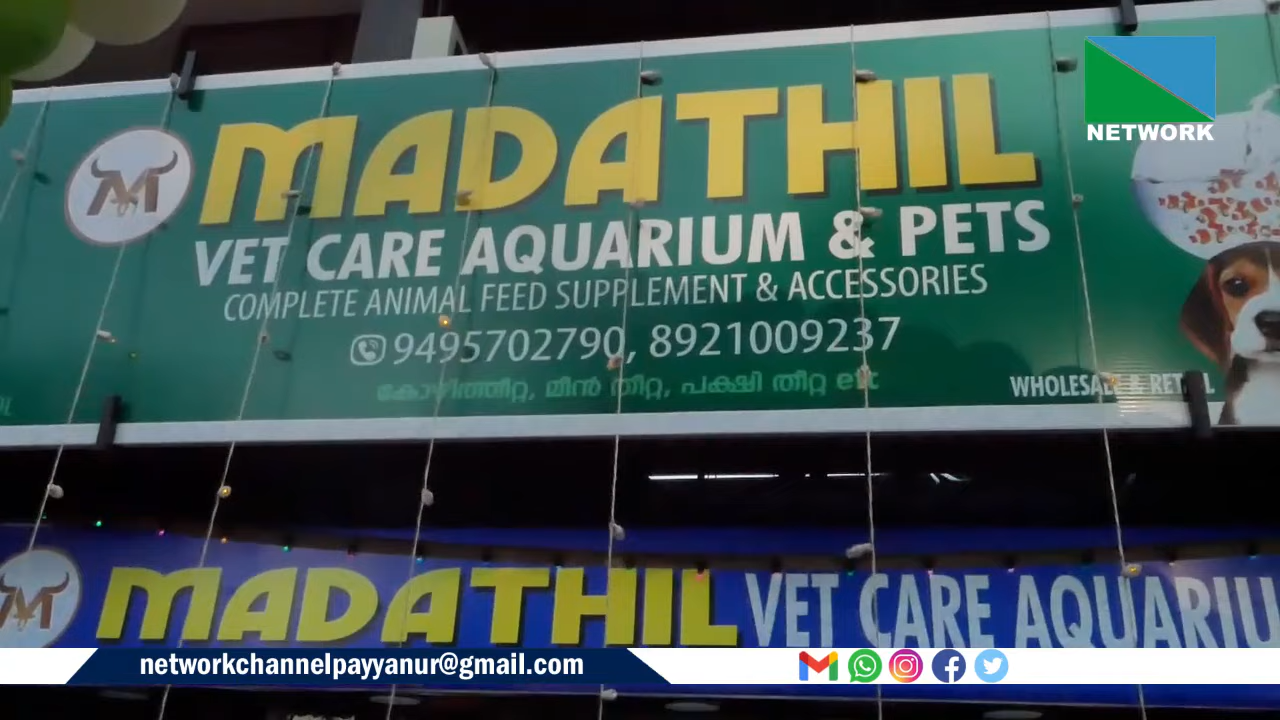 NETWORK
MADATHIL
VET CARE AQUARIUM & PETS
COMPLETE ANIMAL FEED SUPPLEMENT & ACCESSORIES
9495702790, 8921009237
കോഴിത്തീറ്റ, മീൻ തീറ്റ, പക്ഷി തീറ്റ etc
WHOLESALE & RETAIL
MADATHIL VET CARE AQUARIU
networkchannelpayyanur@gmail.com